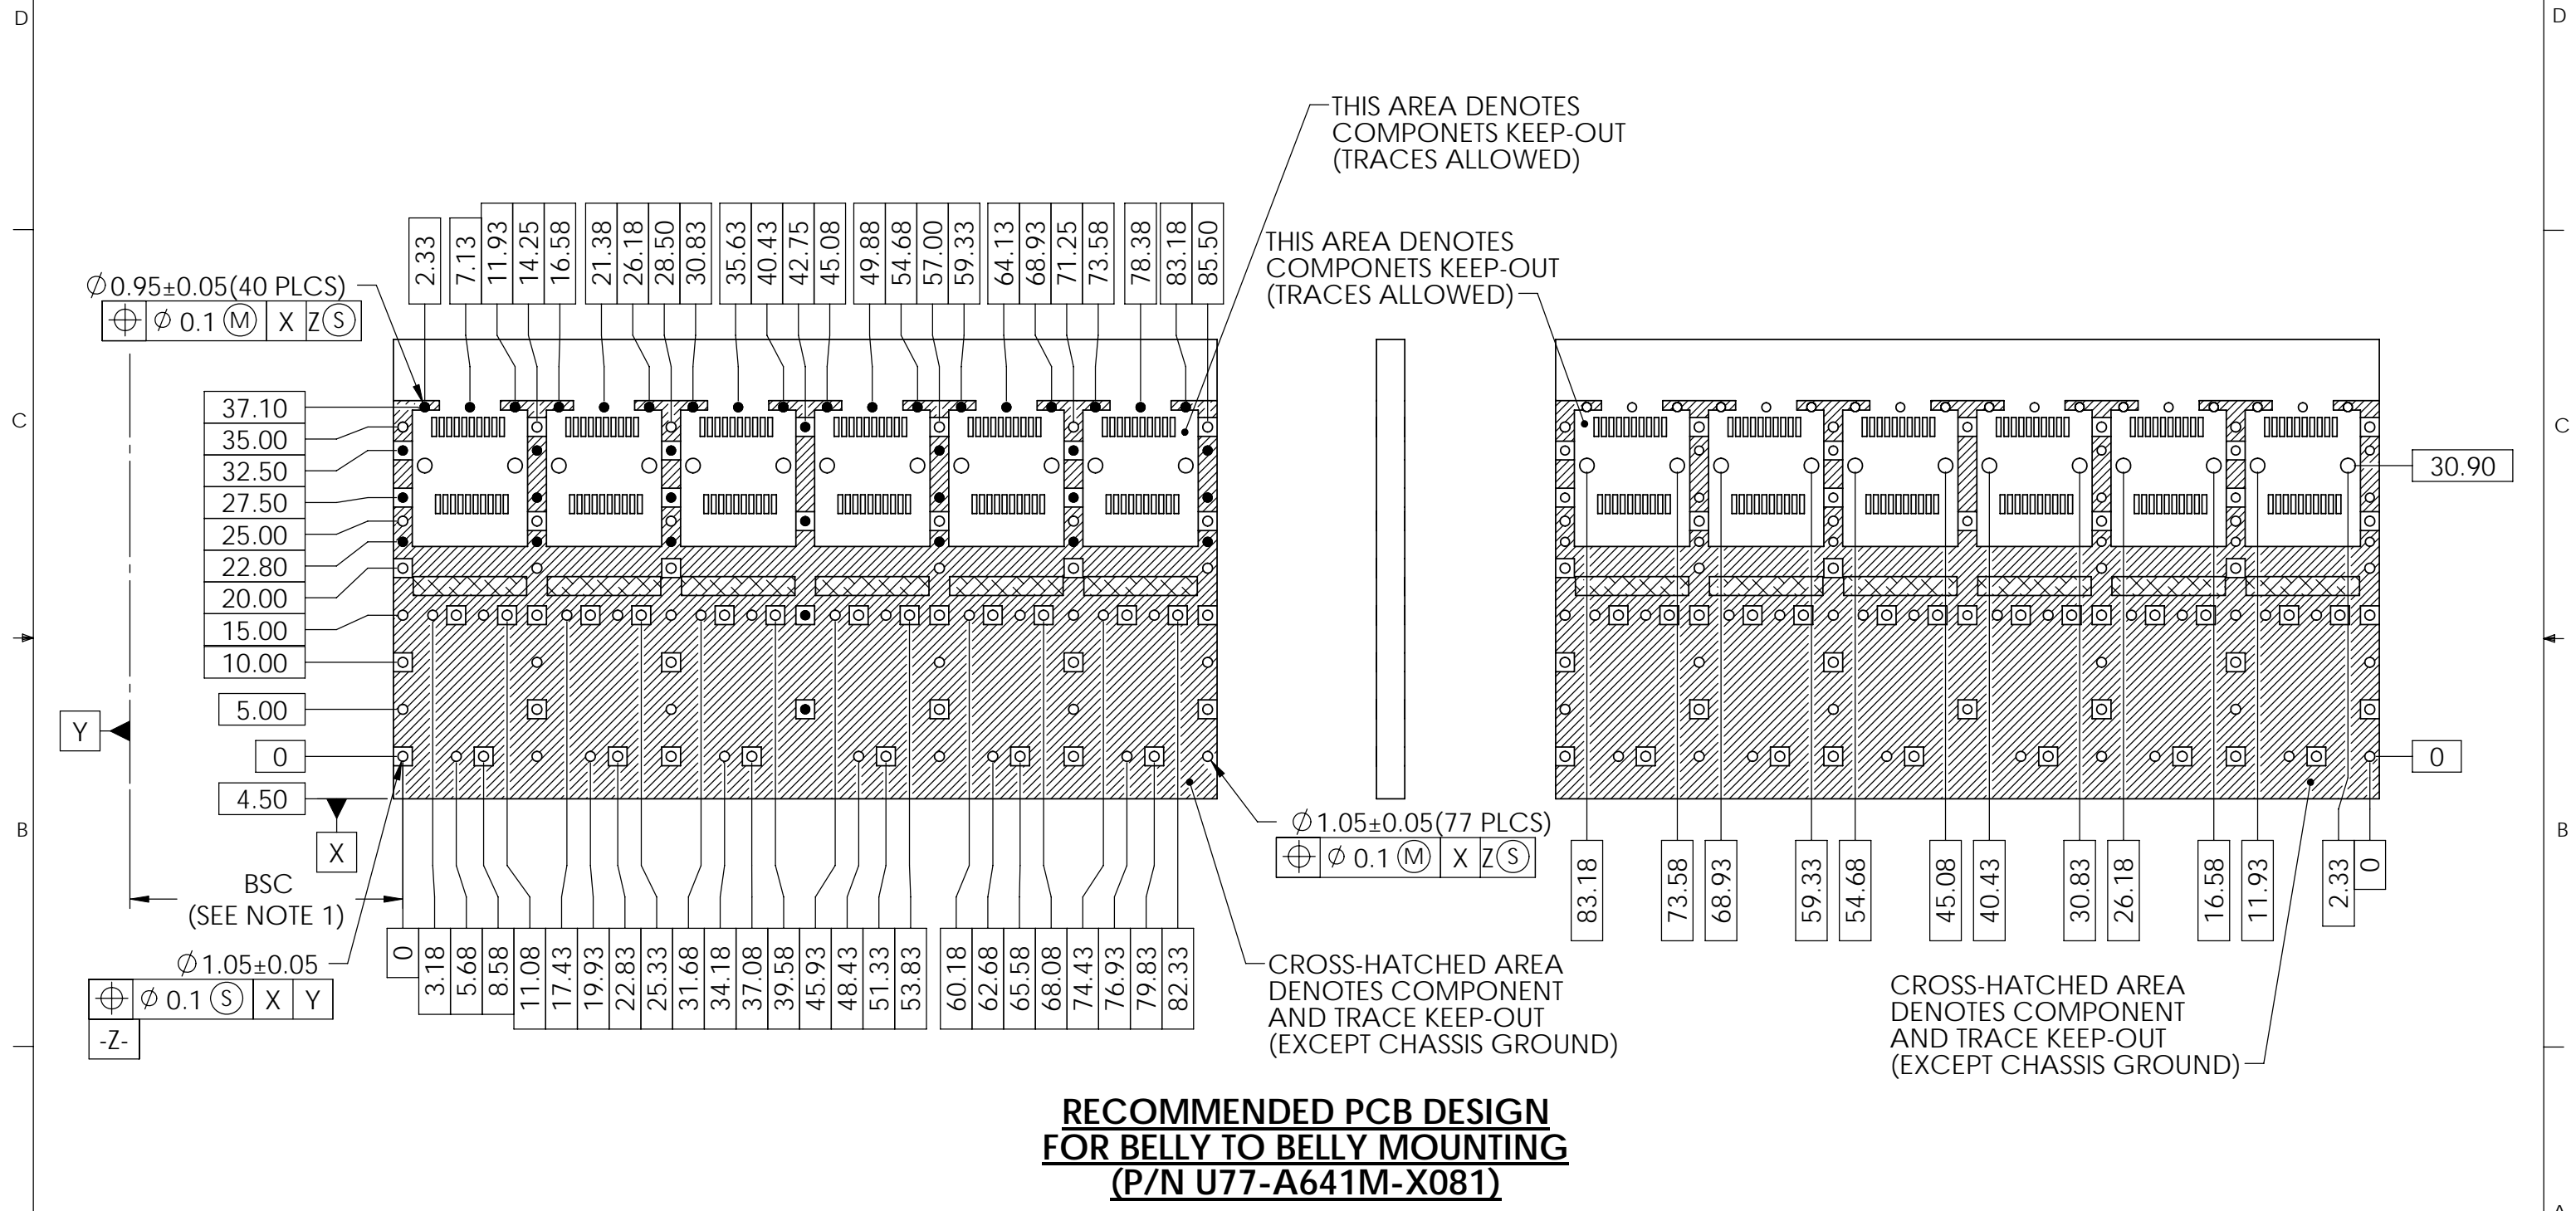 D
D
THIS AREA DENOTES
COMPONETS KEEP-OUT
(TRACES ALLOWED)
THIS AREA DENOTES
COMPONETS KEEP-OUT
(TRACES ALLOWED)
2.33
7.13
11.93
14.25
16.58
21.38
26.18
28.50
30.83
35.63
40.43
42.75
45.08
49.88
54.68
57.00
59.33
64.13
68.93
71.25
73.58
78.38
83.18
85.50
∅0.95±0.05(40 PLCS)
⌖ ∅ 0.1 Ⓜ X ZⓈ
C
C
37.10
35.00
32.50
27.50
25.00
22.80
20.00
15.00
10.00
5.00
0
4.50
30.90
0
Y
X
B
B
BSC
(SEE NOTE 1)
∅1.05±0.05(77 PLCS)
⌖ ∅ 0.1 Ⓜ X ZⓈ
∅1.05±0.05
⌖ ∅ 0.1 Ⓢ X Y
-Z-
0
3.18
5.68
8.58
11.08
17.43
19.93
22.83
25.33
31.68
34.18
37.08
39.58
45.93
48.43
51.33
53.83
60.18
62.68
65.58
68.08
74.43
76.93
79.83
82.33
83.18
73.58
68.93
59.33
54.68
45.08
40.43
30.83
26.18
16.58
11.93
2.33
0
CROSS-HATCHED AREA
DENOTES COMPONENT
AND TRACE KEEP-OUT
(EXCEPT CHASSIS GROUND)
CROSS-HATCHED AREA
DENOTES COMPONENT
AND TRACE KEEP-OUT
(EXCEPT CHASSIS GROUND)
RECOMMENDED PCB DESIGN
FOR BELLY TO BELLY MOUNTING
(P/N U77-A641M-X081)